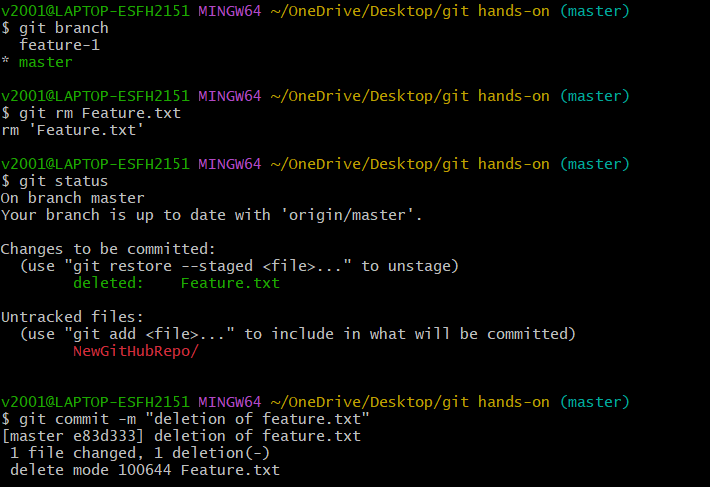 v2001@LAPTOP-ESFH2151 MINGW64 ~/OneDrive/Desktop/git hands-on (master)
$ git branch
  feature-1
* master

v2001@LAPTOP-ESFH2151 MINGW64 ~/OneDrive/Desktop/git hands-on (master)
$ git rm Feature.txt
rm 'Feature.txt'

v2001@LAPTOP-ESFH2151 MINGW64 ~/OneDrive/Desktop/git hands-on (master)
$ git status
On branch master
Your branch is up to date with 'origin/master'.

Changes to be committed:
  (use "git restore --staged <file>..." to unstage)
        deleted:    Feature.txt

Untracked files:
  (use "git add <file>..." to include in what will be committed)
        NewGitHubRepo/

v2001@LAPTOP-ESFH2151 MINGW64 ~/OneDrive/Desktop/git hands-on (master)
$ git commit -m "deletion of feature.txt"
[master e83d333] deletion of feature.txt
 1 file changed, 1 deletion(-)
 delete mode 100644 Feature.txt